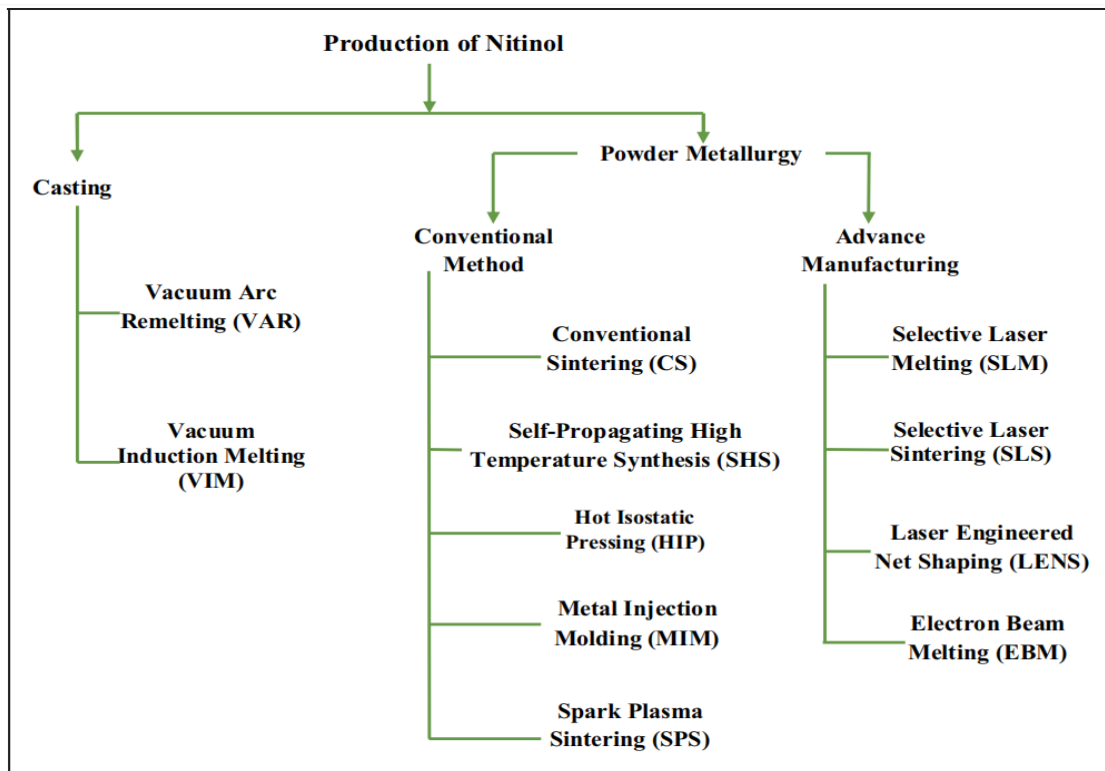 Production of Nitinol
Powder Metallurgy
Casting
Conventional
Method
Advance
Manufacturing
Vacuum Arc
Remelting (VAR)
Vacuum
Induction Melting
(VIM)
Conventional
Sintering (CS)
Self-Propagating High
Temperature Synthesis (SHS)
Hot Isostatic
Pressing (HIP)
Metal Injection
Molding (MIM)
Spark Plasma
Sintering (SPS)
Selective Laser
Melting (SLM)
Selective Laser
Sintering (SLS)
Laser Engineered
Net Shaping (LENS)
Electron Beam
Melting (EBM)